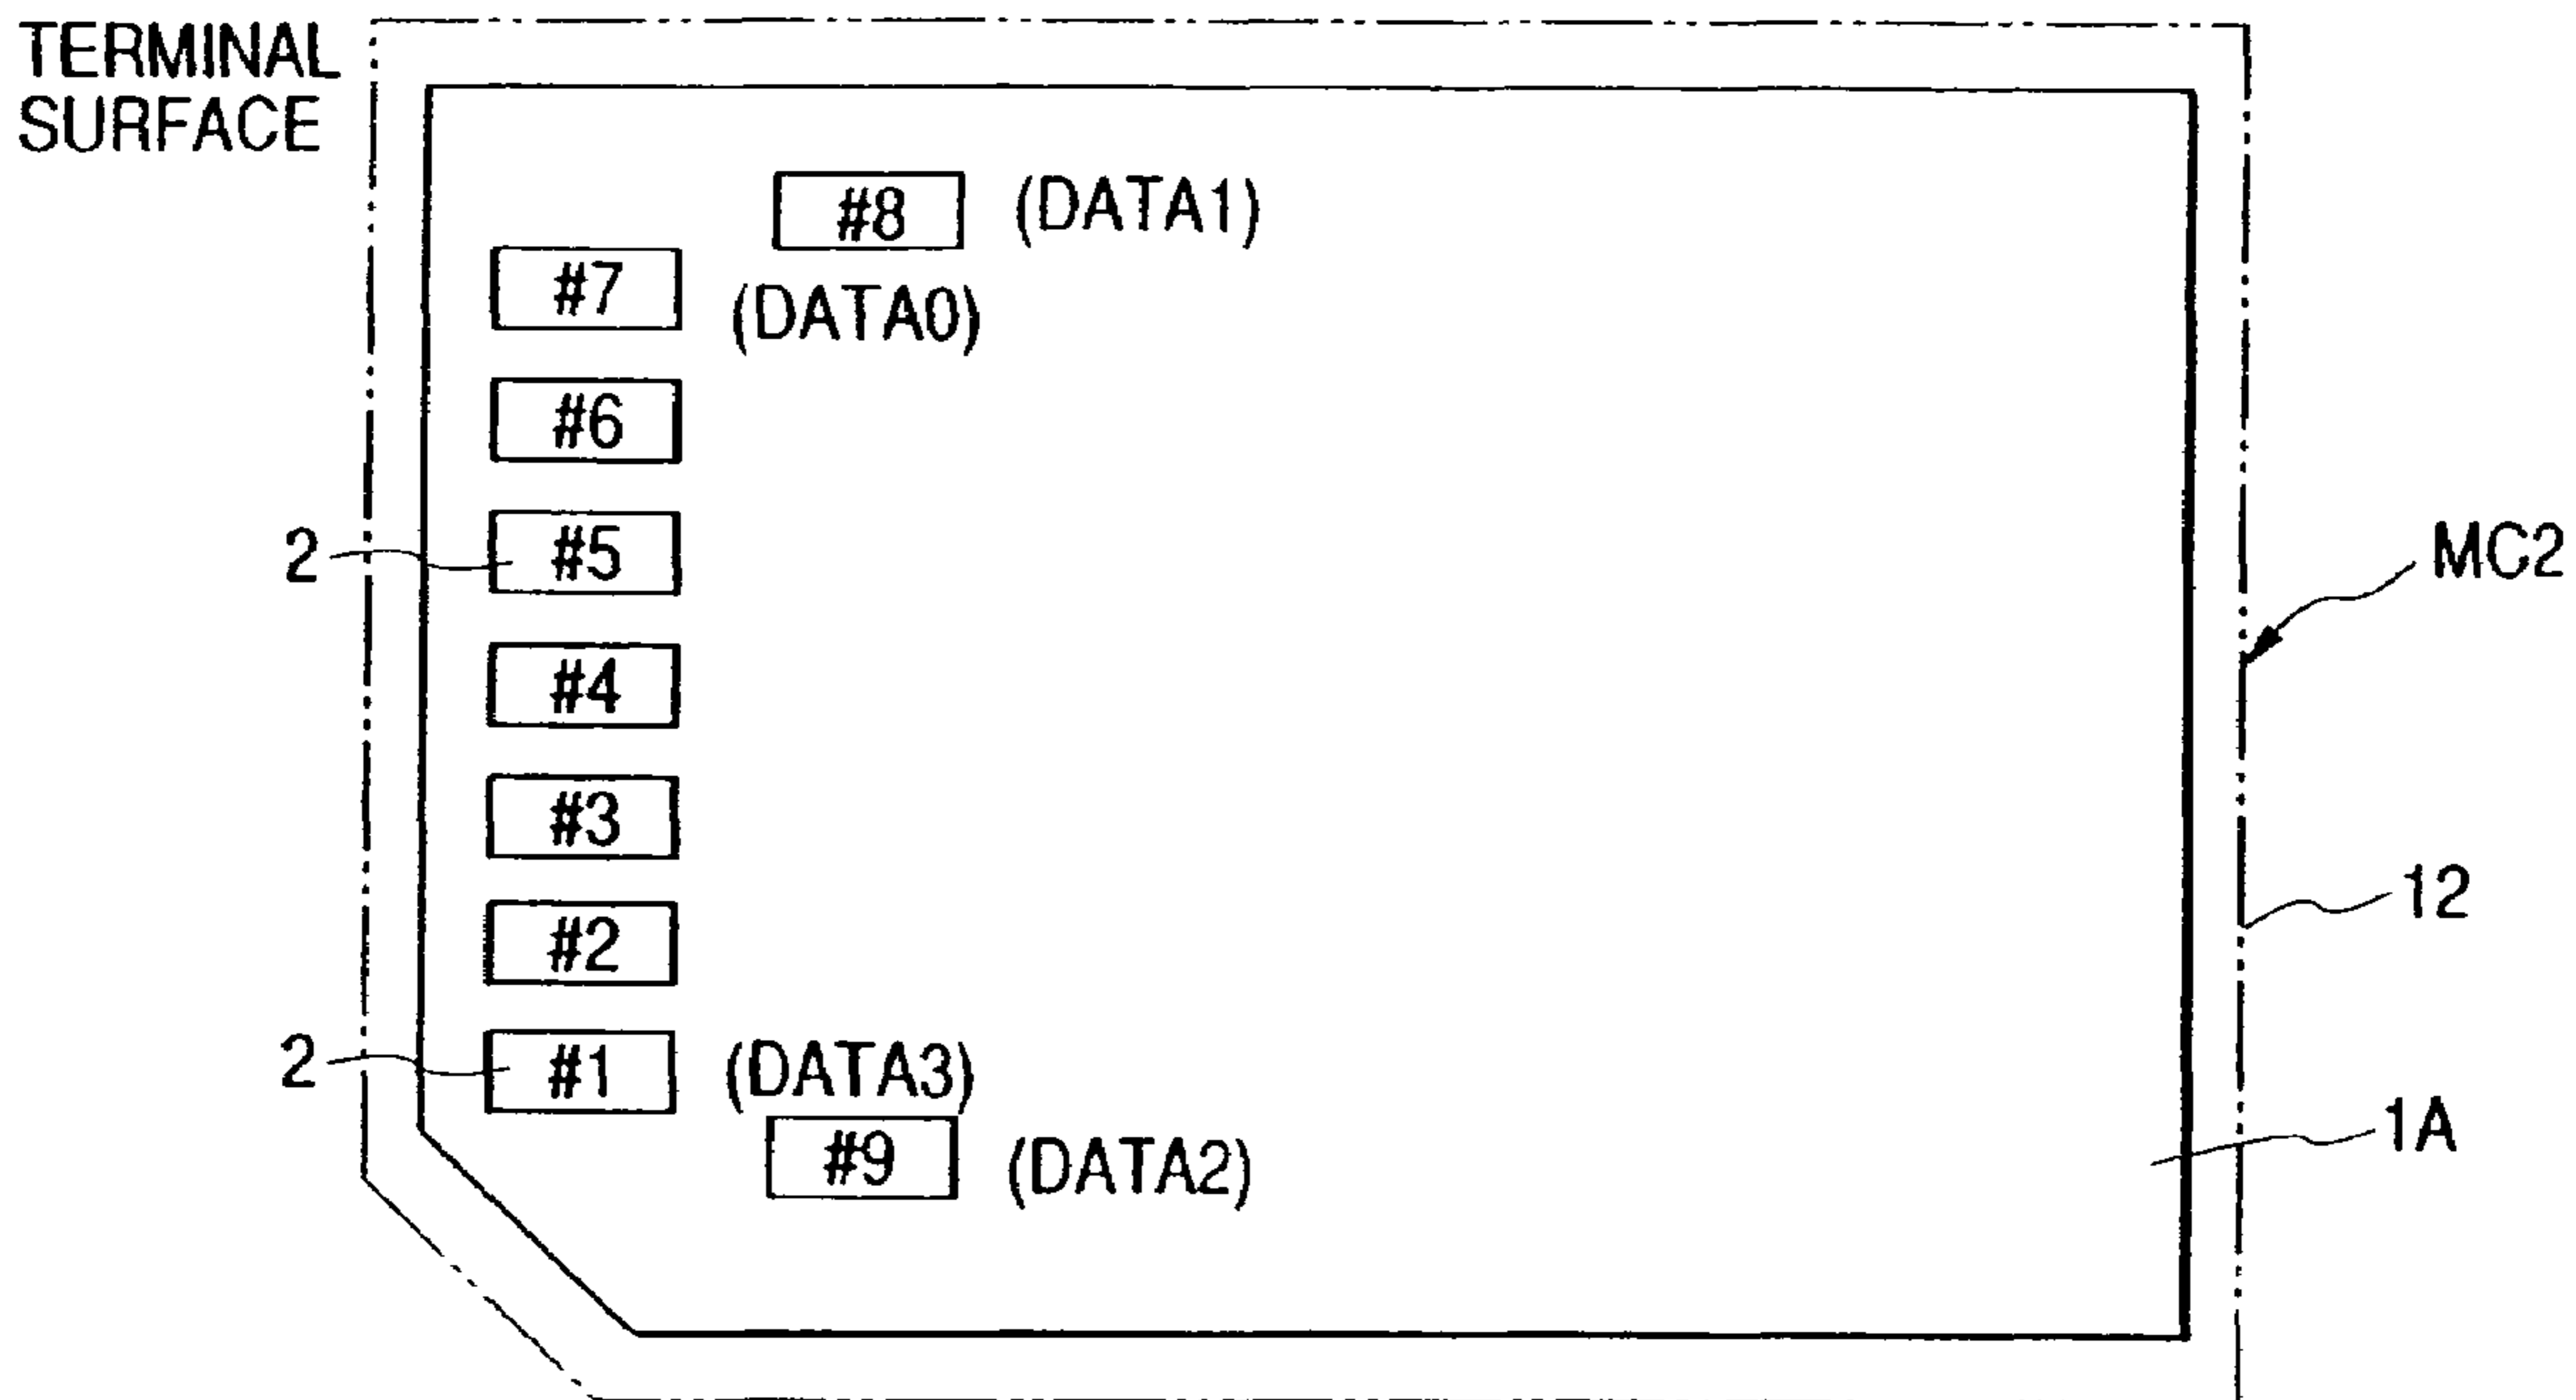 TERMINAL
SURFACE
#8 (DATA1)
#7
(DATA0)
#6
2 #5
MC2
#4
#3
12
#2
2 #1 (DATA3)
1A
#9 (DATA2)